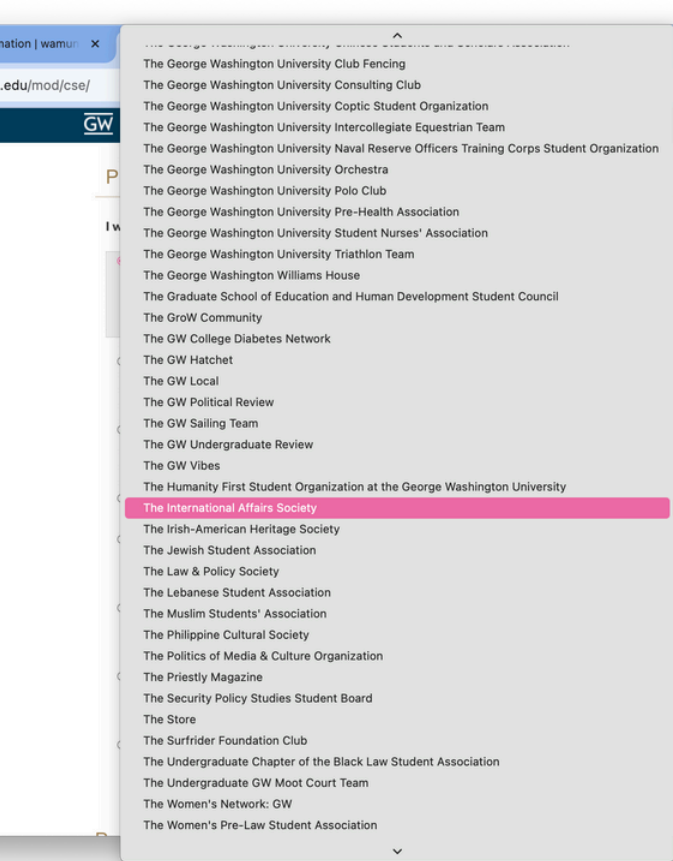 nation | wamun ×
.edu/mod/cse/
GW
P
I w
The George Washington University Chinese Students and Scholars Association
The George Washington University Club Fencing
The George Washington University Consulting Club
The George Washington University Coptic Student Organization
The George Washington University Intercollegiate Equestrian Team
The George Washington University Naval Reserve Officers Training Corps Student Organization
The George Washington University Orchestra
The George Washington University Polo Club
The George Washington University Pre-Health Association
The George Washington University Student Nurses' Association
The George Washington University Triathlon Team
The George Washington Williams House
The Graduate School of Education and Human Development Student Council
The GroW Community
The GW College Diabetes Network
The GW Hatchet
The GW Local
The GW Political Review
The GW Sailing Team
The GW Undergraduate Review
The GW Vibes
The Humanity First Student Organization at the George Washington University
The International Affairs Society
The Irish-American Heritage Society
The Jewish Student Association
The Law & Policy Society
The Lebanese Student Association
The Muslim Students' Association
The Philippine Cultural Society
The Politics of Media & Culture Organization
The Priestly Magazine
The Security Policy Studies Student Board
The Store
The Surfrider Foundation Club
The Undergraduate Chapter of the Black Law Student Association
The Undergraduate GW Moot Court Team
The Women's Network: GW
The Women's Pre-Law Student Association